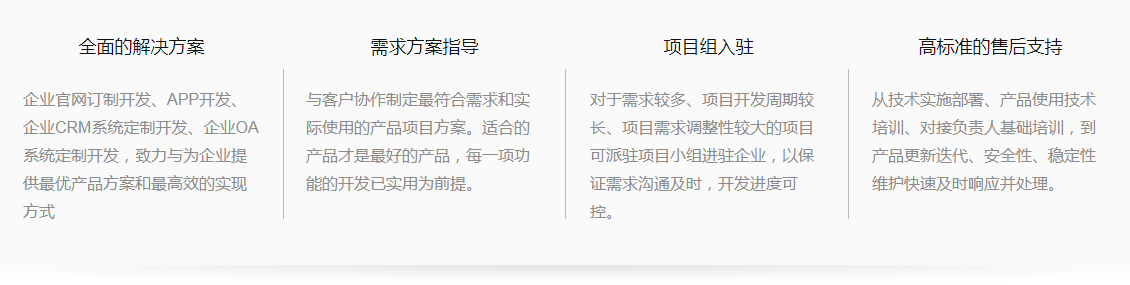 全面的解决方案
企业官网订制开发、APP开发、
企业CRM系统定制开发、企业OA
系统定制开发，致力与为企业提
供最优产品方案和最高效的实现
方式
需求方案指导
与客户协作制定最符合需求和实
际使用的产品项目方案。适合的
产品才是最好的产品，每一项功
能的开发已实用为前提。
项目组入驻
对于需求较多、项目开发周期较
长、项目需求调整性较大的项目
可派驻项目小组进驻企业，以保
证需求沟通及时，开发进度可
控。
高标准的售后支持
从技术实施部署、产品使用技术
培训、对接负责人基础培训，到
产品更新迭代、安全性、稳定性
维护快速及时响应并处理。